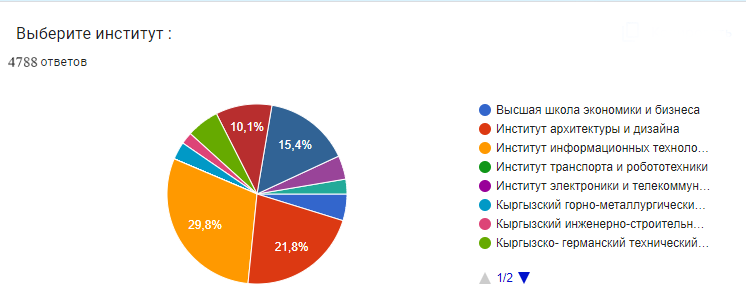 Выберите институт :
4788 ответов
10,1%
15,4%
29,8%
21,8%
Высшая школа экономики и бизнеса
Институт архитектуры и дизайна
Институт информационных техноло...
Институт транспорта и робототехники
Институт электроники и телекоммун...
Кыргызский горно-металлургически...
Кыргызский инженерно-строительн...
Кыргызско- германский технический...
1/2